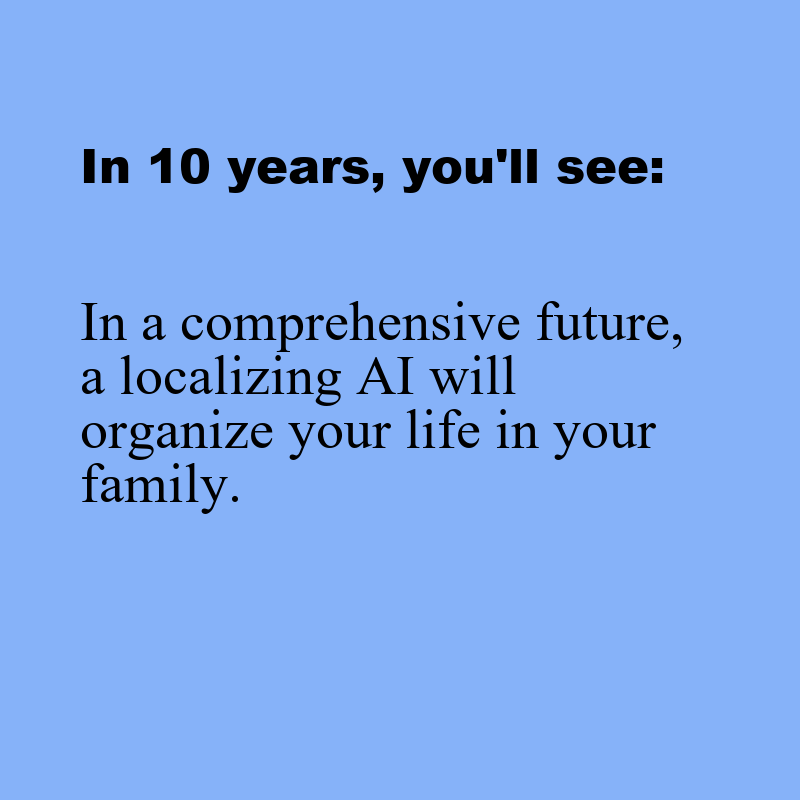 In 10 years, you'll see:
In a comprehensive future,
a localizing AI will
organize your life in your
family.